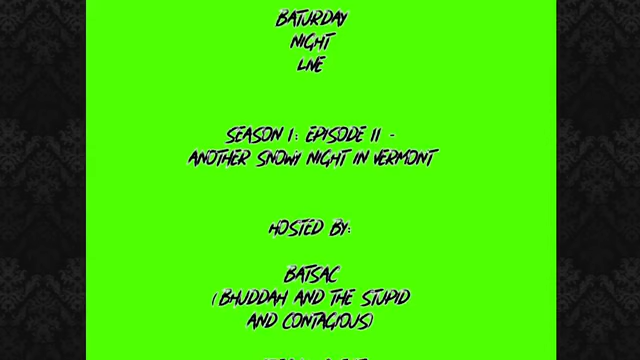 BATURDAY
NIGHT
LIVE
SEASON 1: EPISODE 11 -
ANOTHER SNOWY NIGHT IN VERMONT
HOSTED BY:
BATSAC
(BHUDDAH AND THE STUPID
AND CONTAGIOUS)